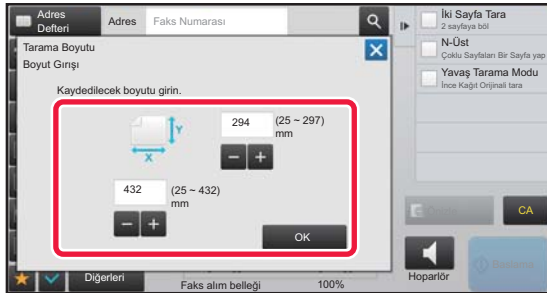 Adres Defteri
Adres
Faks Numarası
Tarama Boyutu
Boyut Girişi
Kaydedilecek boyutu girin.
Y
X
294
(25 ~ 297)
mm
432
(25 ~ 432)
mm
OK
Diğerleri
Faks alım belleği
100%
İki Sayfa Tara
2 sayfaya böl
N-Üst
Çoklu Sayfaları Bir Sayfa yap
Yavaş Tarama Modu
İnce Kağıt Orijinali tara
CA
Hoparlör